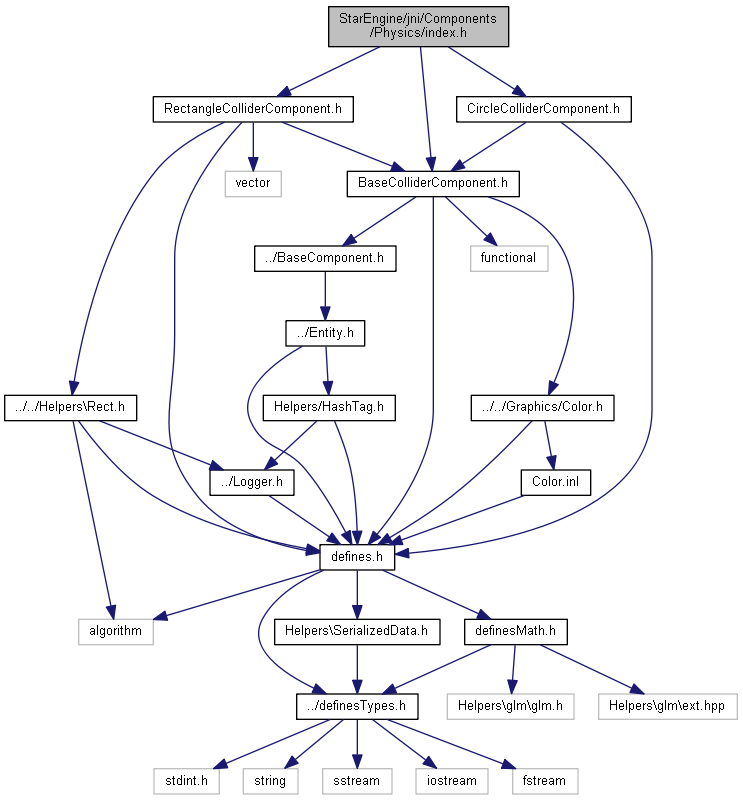 StarEngine/jni/Components
/Physics/index.h
RectangleColliderComponent.h
CircleColliderComponent.h
vector
BaseColliderComponent.h
../BaseComponent.h
functional
../Entity.h
../../Helpers\Rect.h
Helpers/HashTag.h
../../Graphics/Color.h
../Logger.h
Color.inl
defines.h
algorithm
Helpers\SerializedData.h
definesMath.h
../definesTypes.h
Helpers\glm\glm.h
Helpers\glm\ext.hpp
stdint.h
string
sstream
iostream
fstream